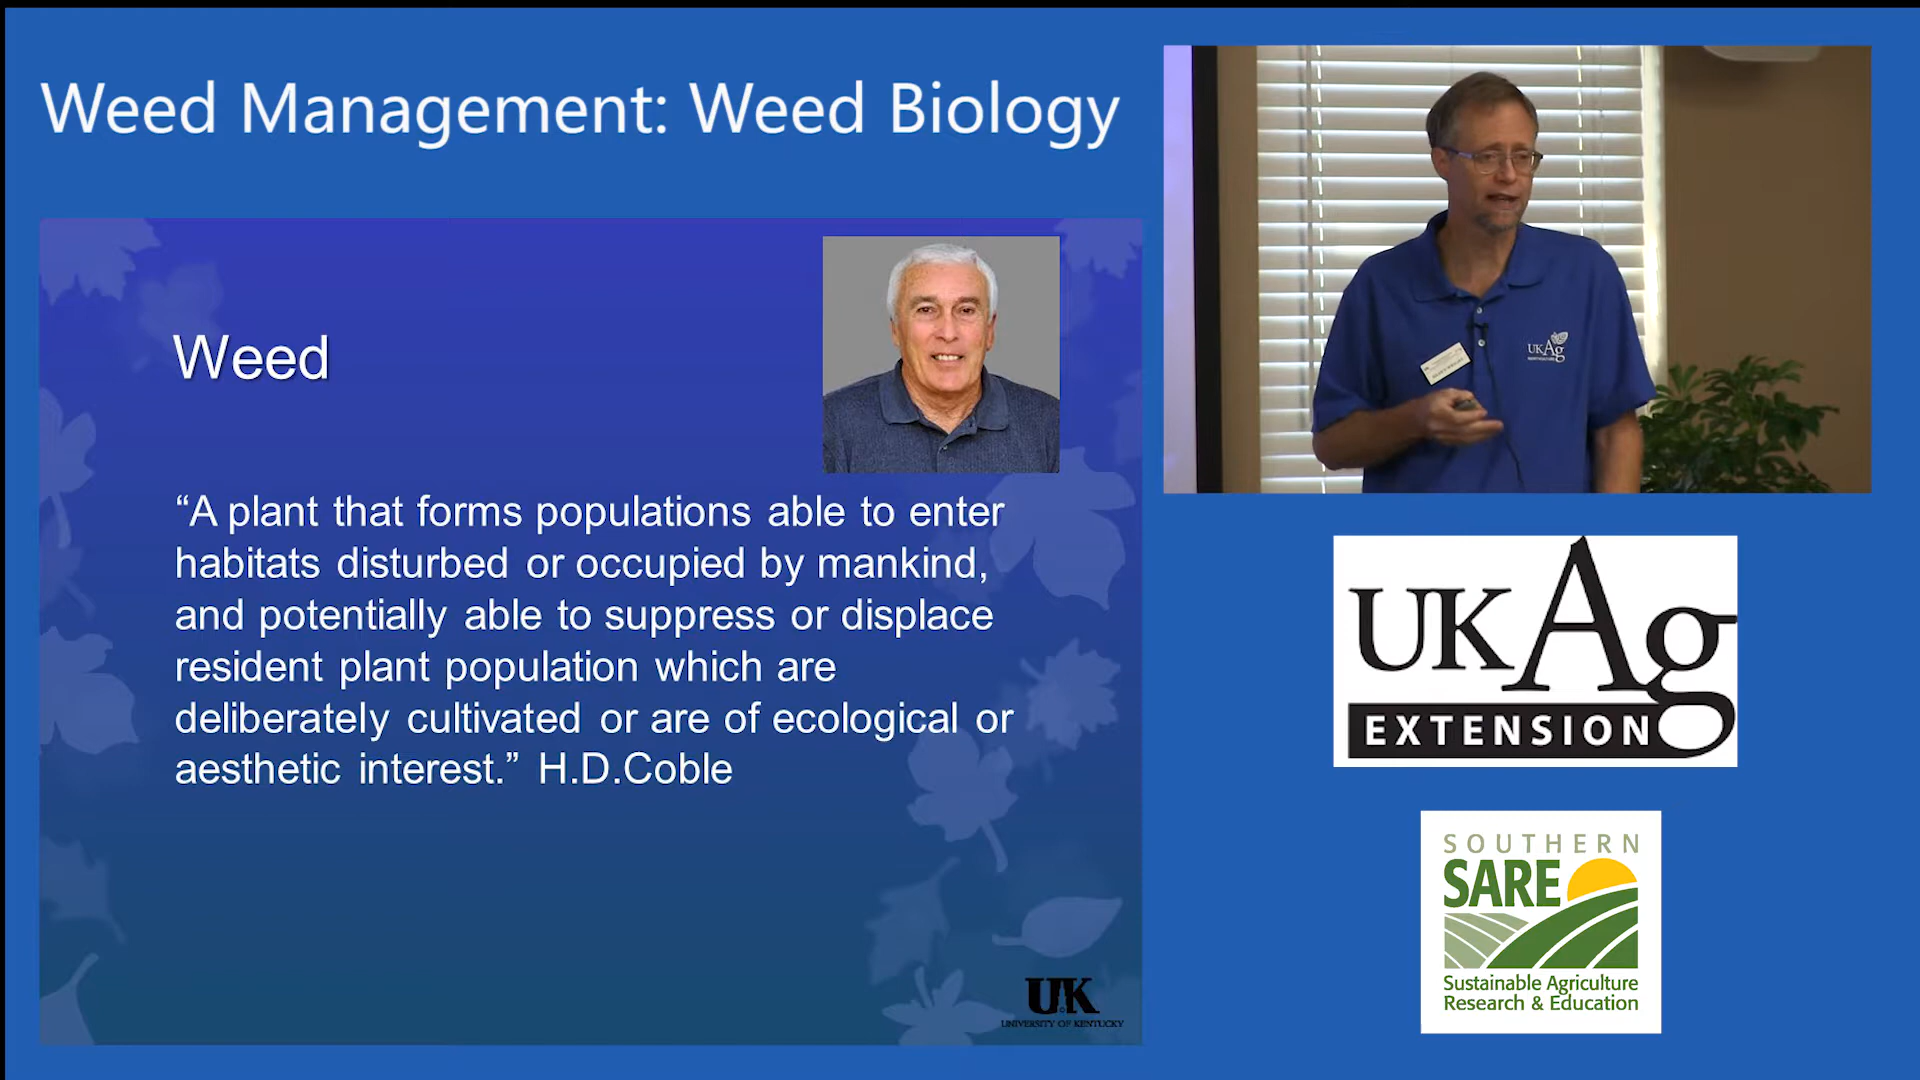 Weed Management: Weed Biology
Weed
“A plant that forms populations able to enter
habitats disturbed or occupied by mankind,
and potentially able to suppress or displace
resident plant population which are
deliberately cultivated or are of ecological or
aesthetic interest.” H.D.Coble
UK
UNIVERSITY OF KENTUCKY
UKAg
UKAg
EXTENSION
SOUTHERN
SARE
Sustainable Agriculture
Research & Education